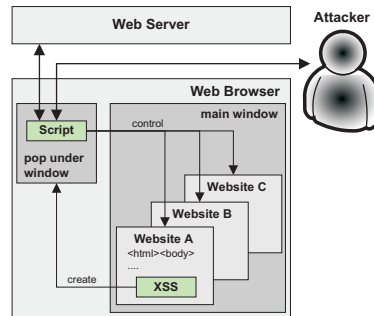 Web Server
Attacker
Web Browser
main window
Script
control
pop under
window
Website C
Website B
Website A
<html><body>
....
create
XSS